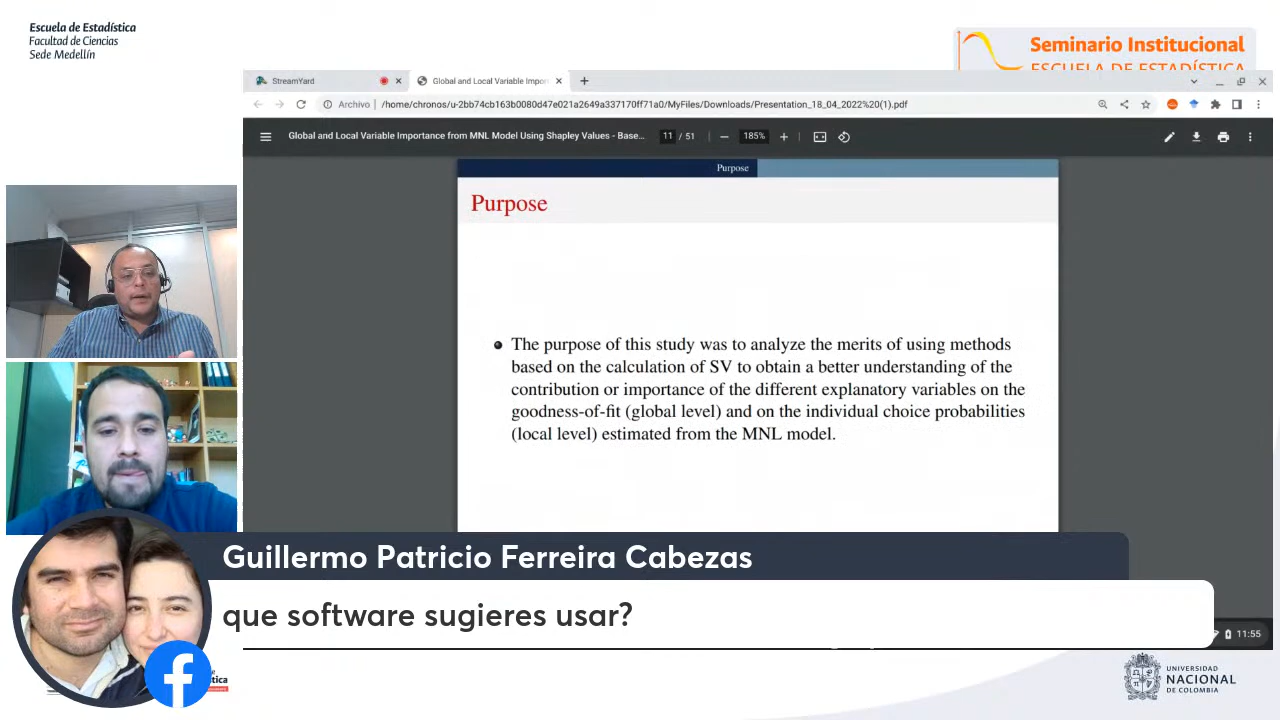 Escuela de Estadística
Facultad de Ciencias
Sede Medellín
Seminario Institucional
ESCUELA DE ESTADÍSTICA
StreamYard
Global and Local Variable Impor
Archivo
/home/chronos/u-2bb74cb163b0080d47e021a2649a337170ff71a0/MyFiles/Downloads/Presentation_18_04_2022%20(1).pdf
Global and Local Variable Importance from MNL Model Using Shapley Values - Base...
11 / 51
185%
Purpose
Purpose
The purpose of this study was to analyze the merits of using methods
based on the calculation of SV to obtain a better understanding of the
contribution or importance of the different explanatory variables on the
goodness-of-fit (global level) and on the individual choice probabilities
(local level) estimated from the MNL model.
Guillermo Patricio Ferreira Cabezas
que software sugieres usar?
11:55
UNIVERSIDAD
NACIONAL
DE COLOMBIA